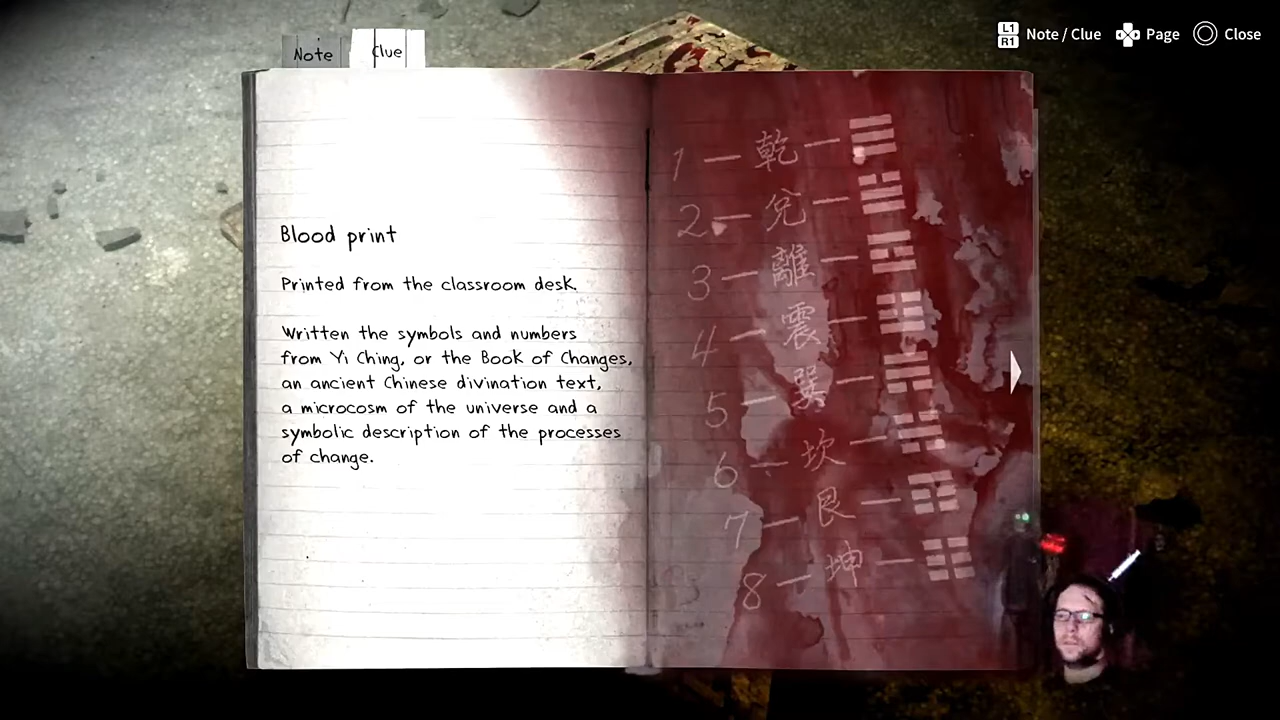 Note
Clue
L1
R1
Note / Clue
Page
Close
Blood print
Printed from the classroom desk.
Written the symbols and numbers
from Yi Ching, or the Book of Changes,
an ancient Chinese divination text,
a microcosm of the universe and a
symbolic description of the processes
of change.
1 — 乾 — ☰
2 — 兌 — ☱
3 — 離 — ☲
4 — 震 — ☳
5 — 巽 — ☴
6 — 坎 — ☵
7 — 艮 — ☶
8 — 坤 — ☷